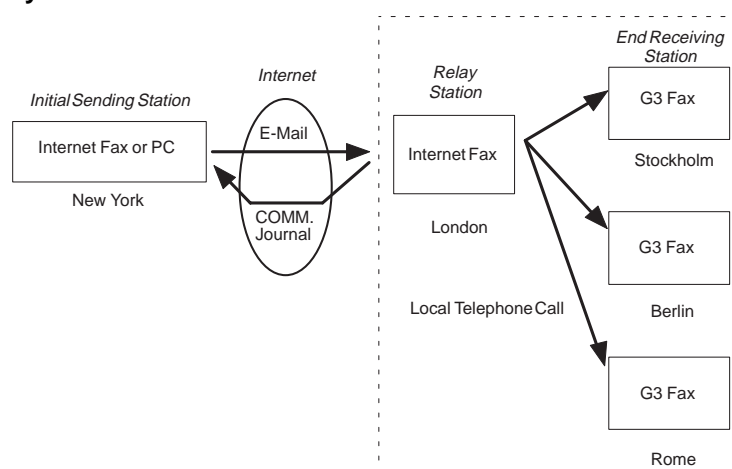 Initial Sending Station
Internet Fax or PC
New York
Internet
E-Mail
COMM.
Journal
Relay
Station
Internet Fax
London
Local Telephone Call
End Receiving
Station
G3 Fax
Stockholm
G3 Fax
Berlin
G3 Fax
Rome